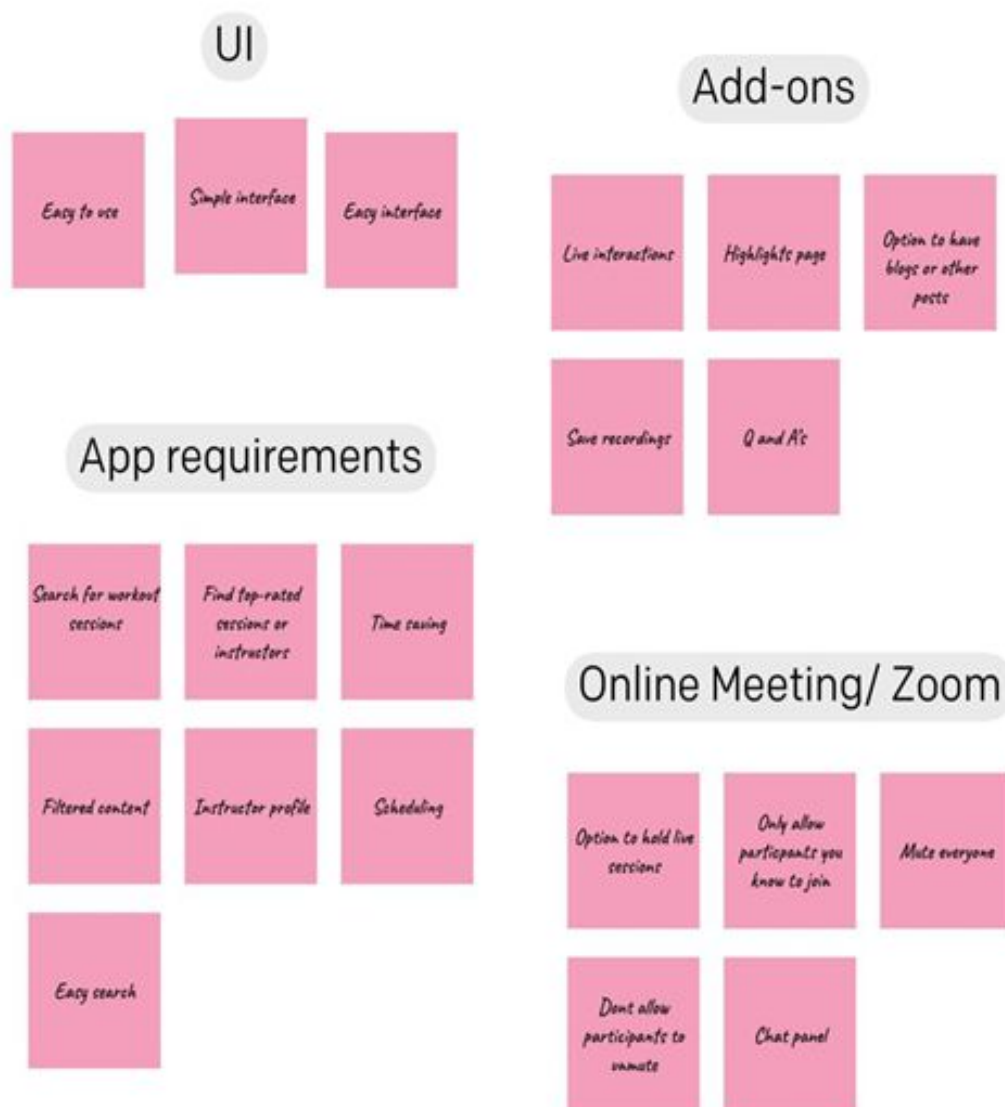 UI
Easy to use
Simple interface
Easy interface
Add-ons
Live interactions
Highlights page
Option to have
blogs or other
posts
Save recordings
Q and A's
App requirements
Search for workout
sessions
Find top-rated
sessions or
instructors
Time saving
Filtered content
Instructor profile
Scheduling
Easy search
Online Meeting/ Zoom
Option to hold live
sessions
Only allow
particpants you
know to join
Mute everyone
Dont allow
participants to
unmute
Chat panel